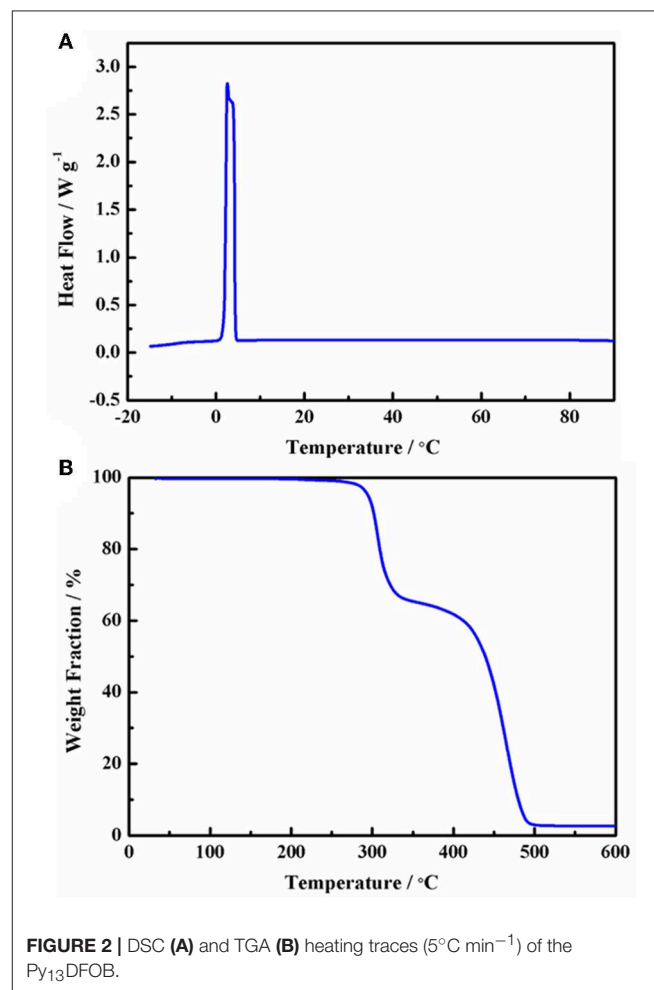 A
3.0
2.5
2.0
1.5
1.0
0.5
0.0
-0.5
Heat Flow / W g⁻¹
-20 0 20 40 60 80
Temperature / °C
B
100
80
60
40
20
0
Weight Fraction / %
0 100 200 300 400 500 600
Temperature / °C
FIGURE 2 | DSC (A) and TGA (B) heating traces (5°C min⁻¹) of the
Py₁₃DFOB.